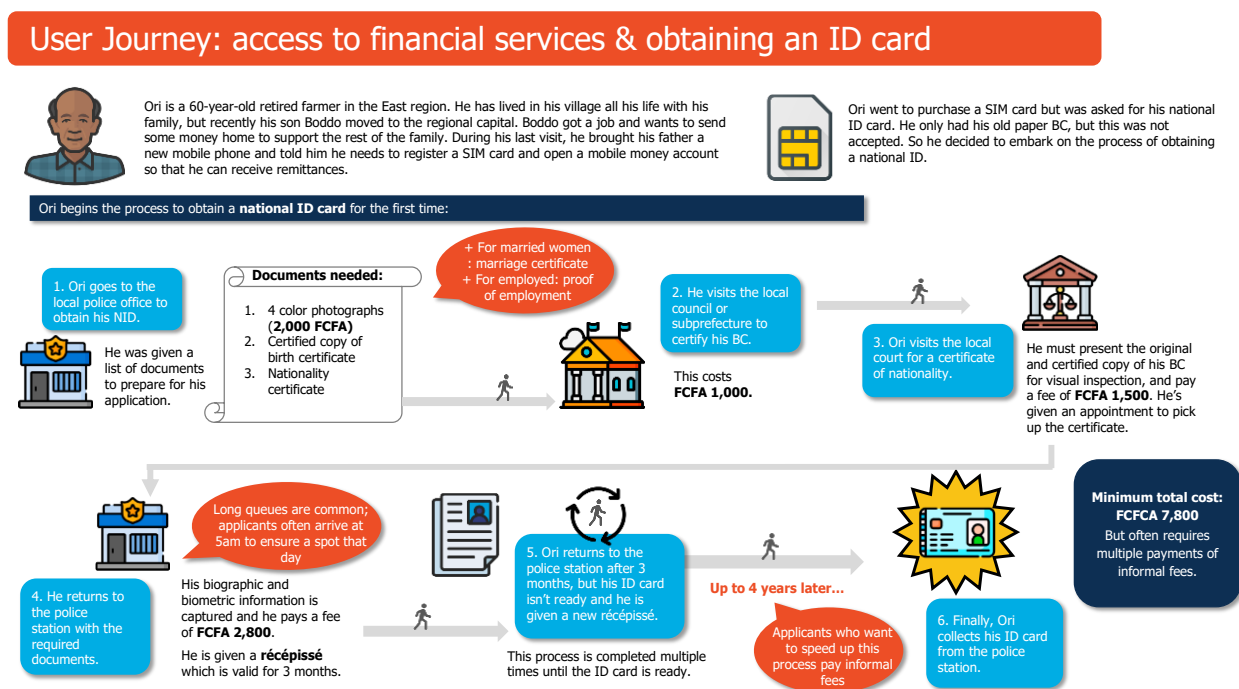 User Journey: access to financial services & obtaining an ID card
Ori is a 60-year-old retired farmer in the East region. He has lived in his village all his life with his
family, but recently his son Boddo moved to the regional capital. Boddo got a job and wants to send
some money home to support the rest of the family. During his last visit, he brought his father a
new mobile phone and told him he needs to register a SIM card and open a mobile money account
so that he can receive remittances.
Ori went to purchase a SIM card but was asked for his national
ID card. He only had his old paper BC, but this was not
accepted. So he decided to embark on the process of obtaining
a national ID.
Ori begins the process to obtain a national ID card for the first time:
1. Ori goes to the
local police office to
obtain his NID.
He was given a
list of documents
to prepare for his
application.
Documents needed:
1. 4 color photographs
(2,000 FCFA)
2. Certified copy of
birth certificate
3. Nationality
certificate
+ For married women
: marriage certificate
+ For employed: proof
of employment
2. He visits the local
council or
subprefecture to
certify his BC.
This costs
FCFA 1,000.
3. Ori visits the local
court for a certificate
of nationality.
He must present the original
and certified copy of his BC
for visual inspection, and pay
a fee of FCFA 1,500. He's
given an appointment to pick
up the certificate.
4. He returns to
the police
station with the
required
documents.
Long queues are common;
applicants often arrive at
5am to ensure a spot that
day
His biographic and
biometric information is
captured and he pays a fee
of FCFA 2,800.
He is given a récépissé
which is valid for 3 months.
5. Ori returns to the
police station after 3
months, but his ID card
isn't ready and he is
given a new récépissé.
This process is completed multiple
times until the ID card is ready.
Up to 4 years later...
Applicants who want
to speed up this
process pay informal
fees
6. Finally, Ori
collects his ID card
from the police
station.
Minimum total cost:
FCFCA 7,800
But often requires
multiple payments of
informal fees.